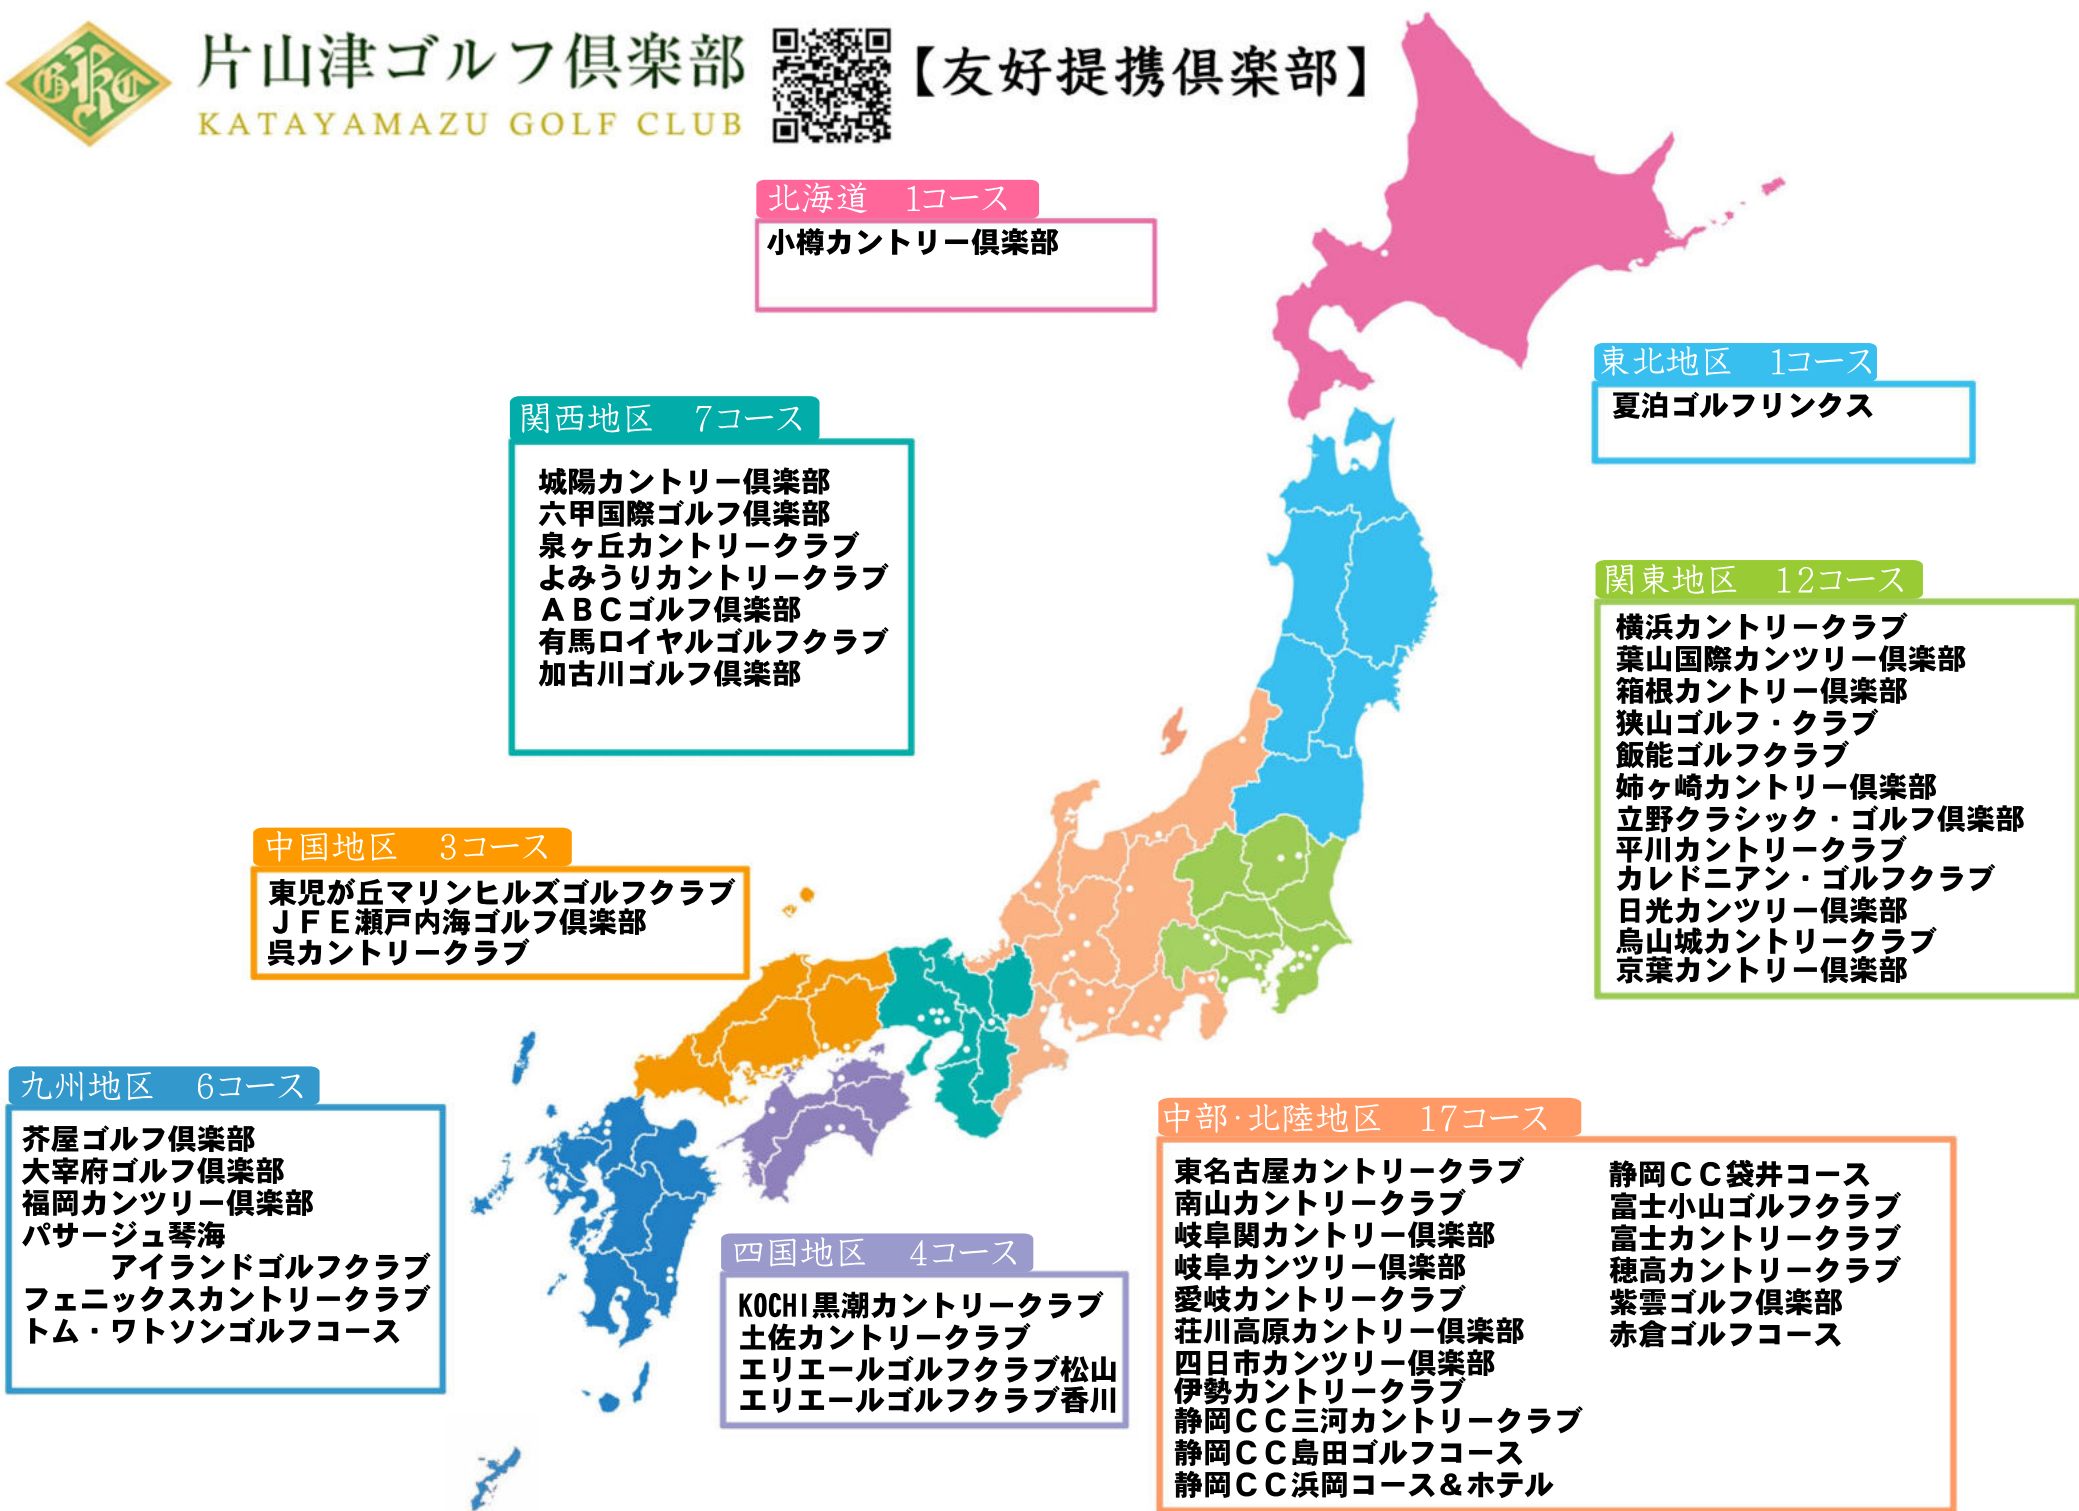 GKC
片山津ゴルフ倶楽部
KATAYAMAZU GOLF CLUB
【友好提携倶楽部】
北海道 1コース
小樽カントリー倶楽部
東北地区 1コース
夏泊ゴルフリンクス
関西地区 7コース
城陽カントリー倶楽部
六甲国際ゴルフ倶楽部
泉ヶ丘カントリークラブ
よみうりカントリークラブ
ABCゴルフ倶楽部
有馬ロイヤルゴルフクラブ
加古川ゴルフ倶楽部
関東地区 12コース
横浜カントリークラブ
葉山国際カンツリー倶楽部
箱根カントリー倶楽部
狭山ゴルフ・クラブ
飯能ゴルフクラブ
姉ヶ崎カントリー倶楽部
立野クラシック・ゴルフ倶楽部
平川カントリークラブ
カレドニアン・ゴルフクラブ
日光カンツリー倶楽部
烏山城カントリークラブ
京葉カントリー倶楽部
中国地区 3コース
東児が丘マリンヒルズゴルフクラブ
JFE瀬戸内海ゴルフ倶楽部
呉カントリークラブ
九州地区 6コース
芥屋ゴルフ倶楽部
大宰府ゴルフ倶楽部
福岡カンツリー倶楽部
パサージュ琴海
アイランドゴルフクラブ
フェニックスカントリークラブ
トム・ワトソンゴルフコース
四国地区 4コース
KOCHI黒潮カントリークラブ
土佐カントリークラブ
エリエールゴルフクラブ松山
エリエールゴルフクラブ香川
中部･北陸地区 17コース
東名古屋カントリークラブ
南山カントリークラブ
岐阜関カントリー倶楽部
岐阜カンツリー倶楽部
愛岐カントリークラブ
荘川高原カントリー倶楽部
四日市カンツリー倶楽部
伊勢カントリークラブ
静岡CC三河カントリークラブ
静岡CC島田ゴルフコース
静岡CC浜岡コース&ホテル
静岡CC袋井コース
富士小山ゴルフクラブ
富士カントリークラブ
穂高カントリークラブ
紫雲ゴルフ倶楽部
赤倉ゴルフコース